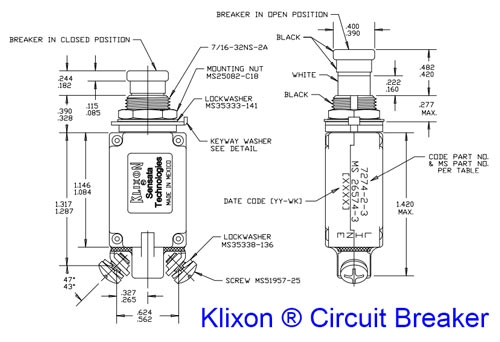 BREAKER IN OPEN POSITION
BREAKER IN CLOSED POSITION
.400
.390
BLACK
7/16-32NS-2A
MOUNTING NUT
MS25082-C18
WHITE
.482
.420
.244
.182
.222
.160
.115
.085
BLACK
LOCKWASHER
MS35333-141
.390
.328
.277
MAX.
KEYWAY WASHER
SEE DETAIL
KLIXON
®
Sensata
Technologies
MADE IN MEXICO
7274-2-3
MS 26574-3
[XXXX]
CODE PART NO.
& MS PART NO.
PER TABLE
1.146
1.084
1.317
1.287
DATE CODE [YY-WK]
1.420
MAX.
LINE
LOCKWASHER
MS35338-136
47°
43°
.327
.265
SCREW MS51957-25
.624
.562
Klixon ® Circuit Breaker